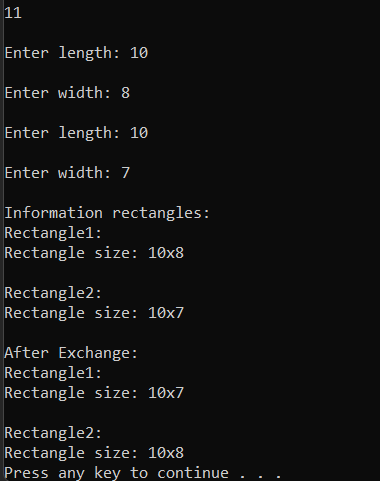 11
Enter length: 10
Enter width: 8
Enter length: 10
Enter width: 7
Information rectangles:
Rectangle1:
Rectangle size: 10x8
Rectangle2:
Rectangle size: 10x7
After Exchange:
Rectangle1:
Rectangle size: 10x7
Rectangle2:
Rectangle size: 10x8
Press any key to continue . . .